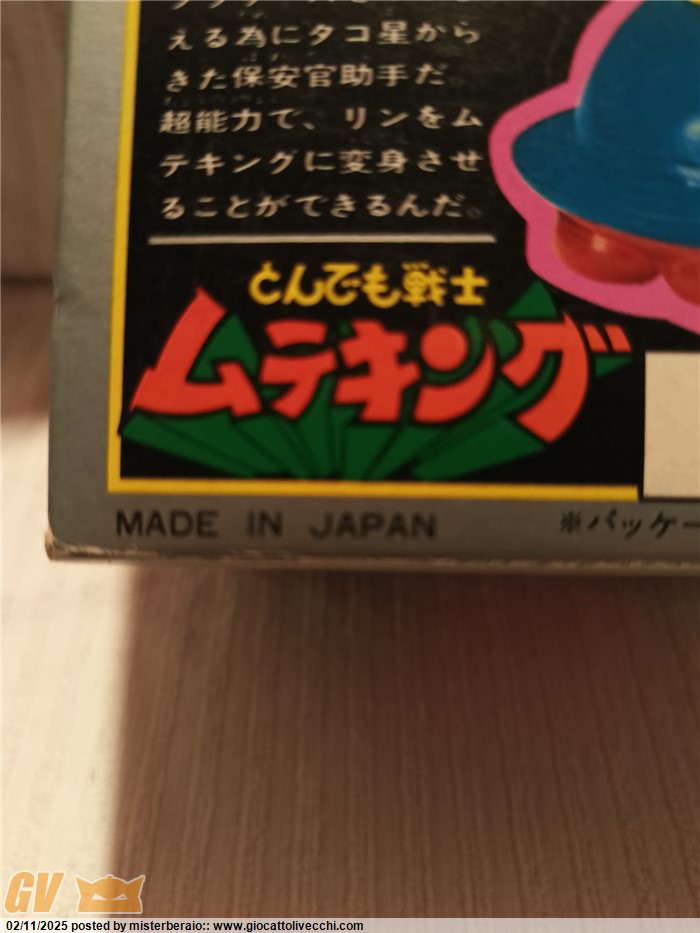 える為にタコ星から
きた保安官助手だ。
超能力で、リンをム
テキングに変身させ
ることができるんだ。
とんでも戦士
ムテキング
MADE IN JAPAN
※パッケー
GV
02/11/2025 posted by misterberaio:: www.giocattolivecchi.com